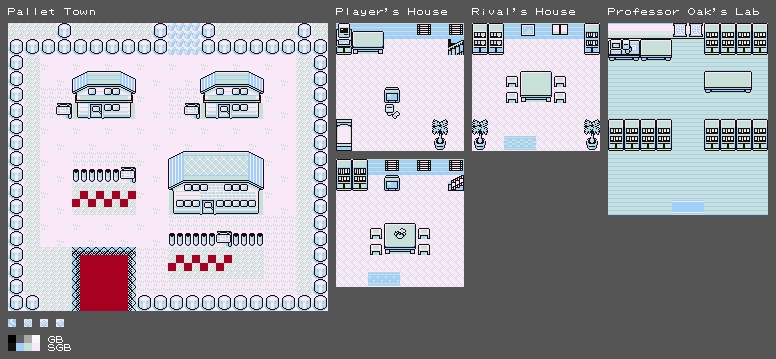 Pallet Town
Player's House
Rival's House
Professor Oak's Lab
GB
SGB